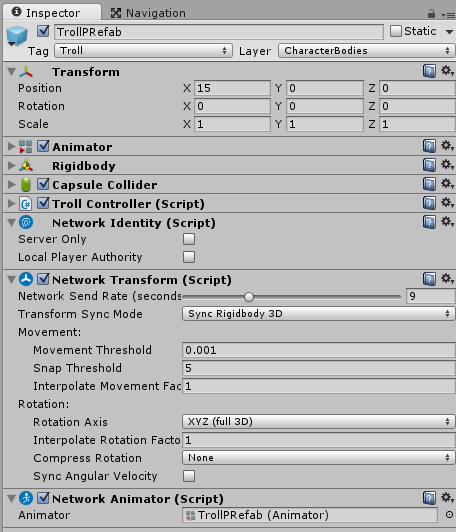 Inspector Navigation
TrollPRefab Static
Tag Troll Layer CharacterBodies
Transform
Position X 15 Y 0 Z 0
Rotation X 0 Y 0 Z 0
Scale X 1 Y 1 Z 1
Animator
Rigidbody
Capsule Collider
C# Troll Controller (Script)
Network Identity (Script)
Server Only
Local Player Authority
Network Transform (Script)
Network Send Rate (seconds 9
Transform Sync Mode Sync Rigidbody 3D
Movement:
Movement Threshold 0.001
Snap Threshold 5
Interpolate Movement Fac 1
Rotation:
Rotation Axis XYZ (full 3D)
Interpolate Rotation Facto 1
Compress Rotation None
Sync Angular Velocity
Network Animator (Script)
Animator TrollPRefab (Animator)